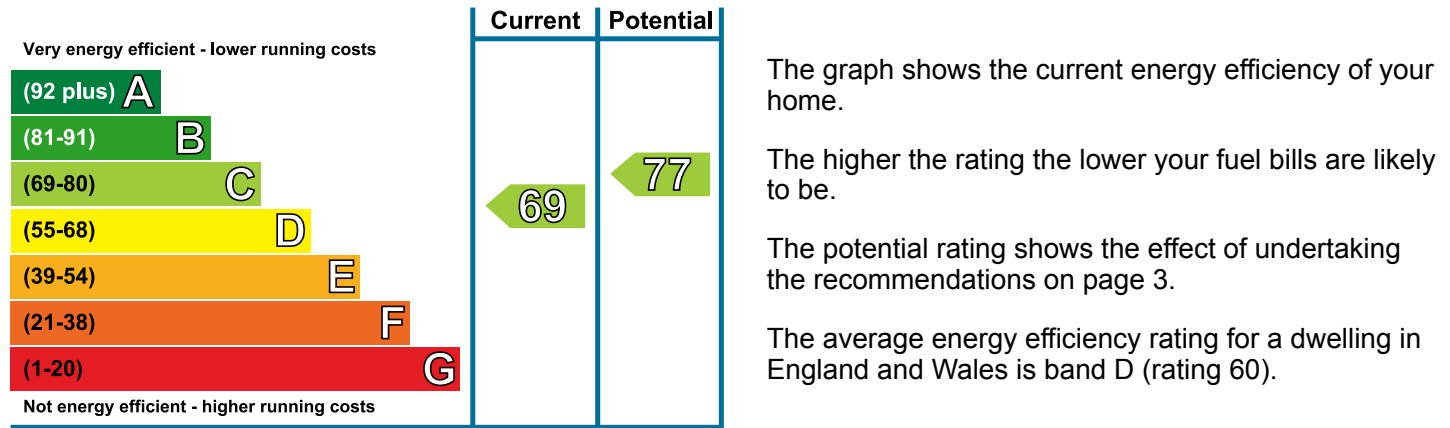 Current Potential
Very energy efficient - lower running costs
(92 plus) A
(81-91) B
(69-80) C
(55-68) D
(39-54) E
(21-38) F
(1-20) G
Not energy efficient - higher running costs
69
77
The graph shows the current energy efficiency of your
home.
The higher the rating the lower your fuel bills are likely
to be.
The potential rating shows the effect of undertaking
the recommendations on page 3.
The average energy efficiency rating for a dwelling in
England and Wales is band D (rating 60).